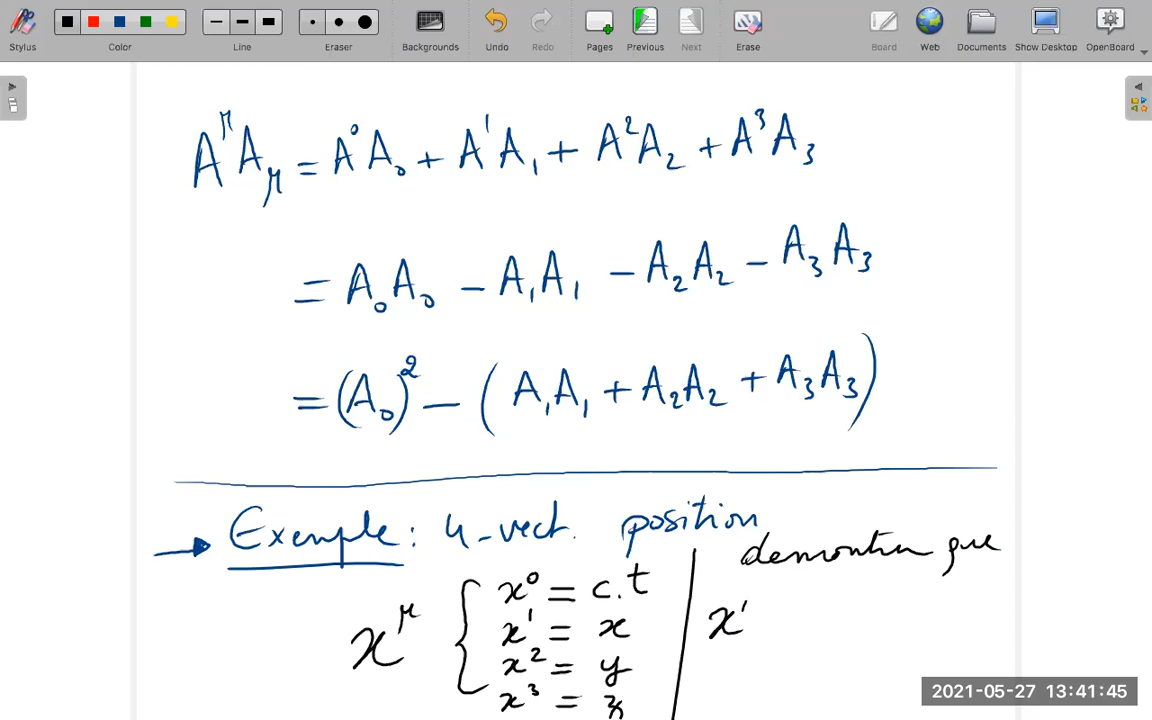 Stylus
Color
Line
Eraser
Backgrounds
Undo
Redo
Pages
Previous
Next
Erase
Board
Web
Documents
Show Desktop
OpenBoard
A^μ A_μ = A^0 A_0 + A^1 A_1 + A^2 A_2 + A^3 A_3
= A_0 A_0 - A_1 A_1 - A_2 A_2 - A_3 A_3
= (A_0)^2 - (A_1 A_1 + A_2 A_2 + A_3 A_3)
→ Exemple : 4-vect. position
demontrer que
x^μ { x^0 = c.t
x^1 = x
x^2 = y
x^3 = z
x'
2021-05-27 13:41:45